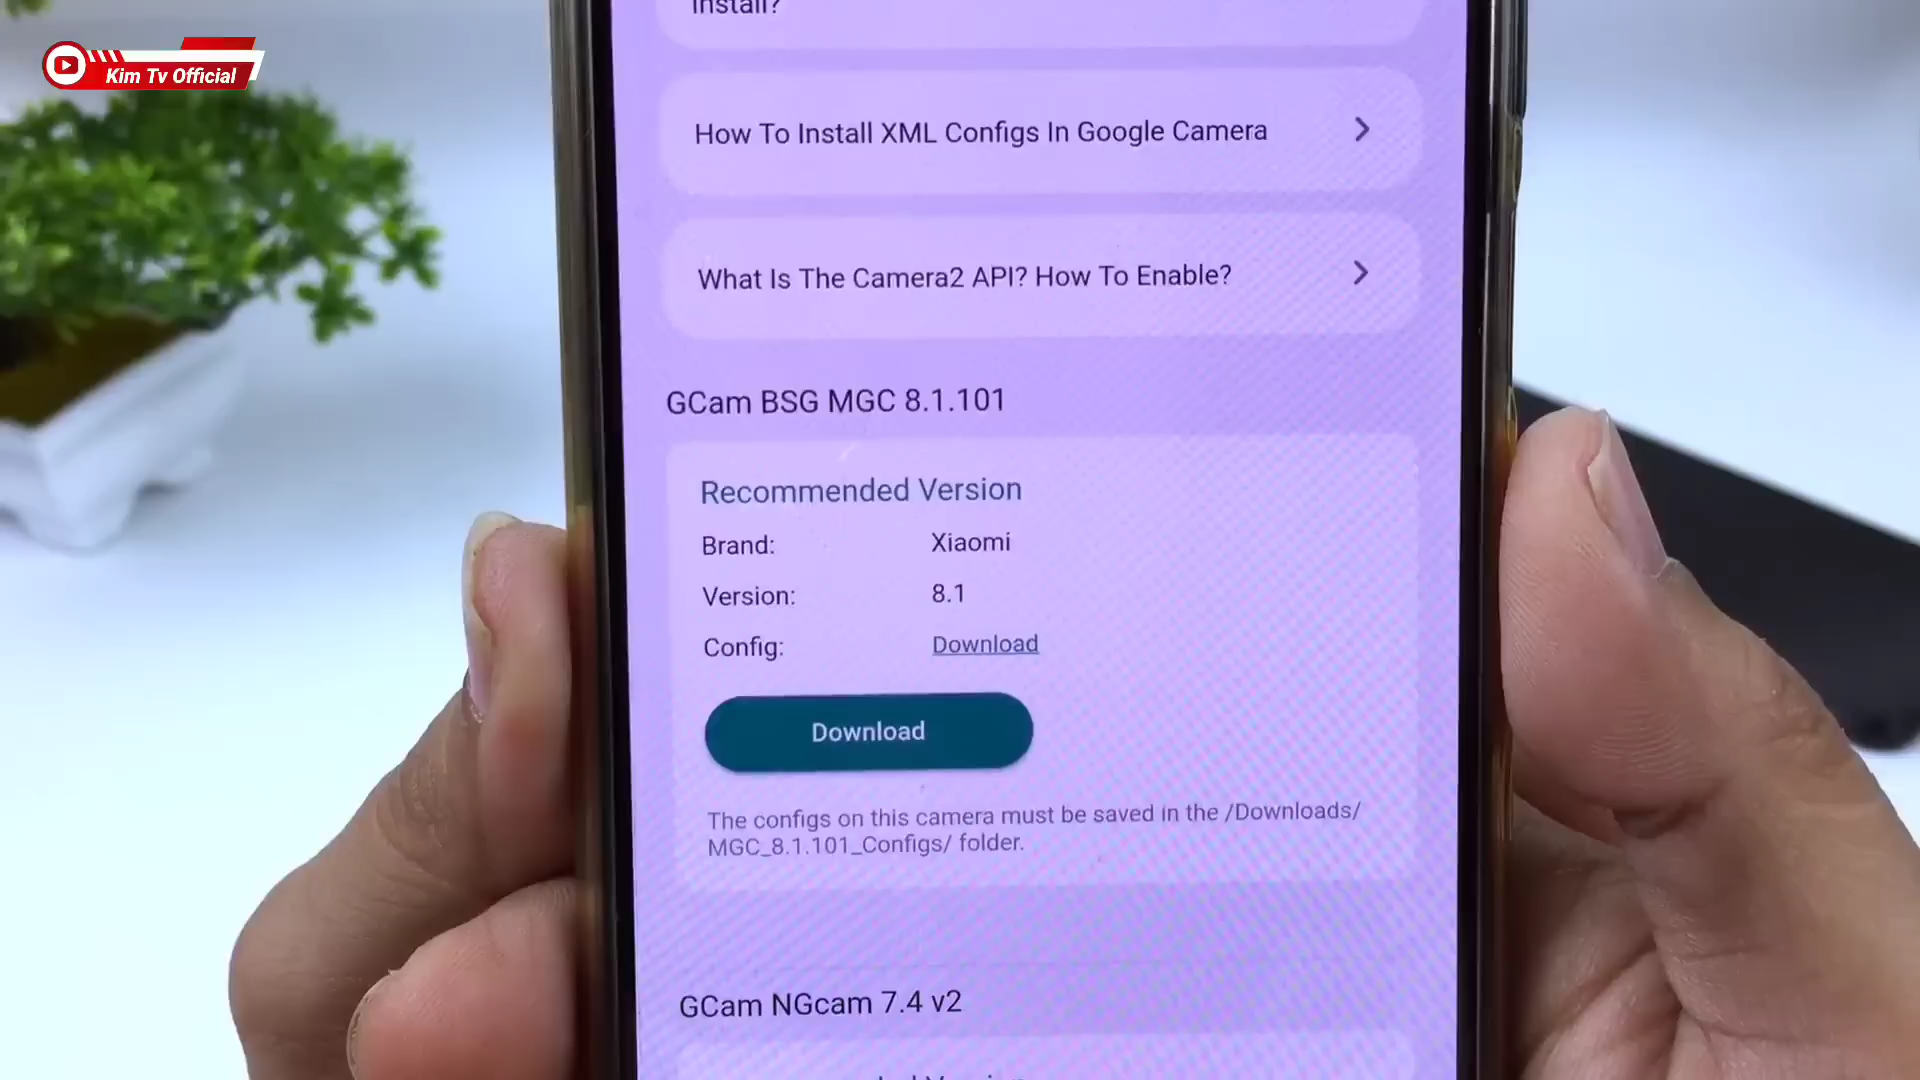 Kim Tv Official
Install?
How To Install XML Configs In Google Camera
What Is The Camera2 API? How To Enable?
GCam BSG MGC 8.1.101
Recommended Version
Brand: Xiaomi
Version: 8.1
Config: Download
Download
The configs on this camera must be saved in the /Downloads/
MGC_8.1.101_Configs/ folder.
GCam NGcam 7.4 v2